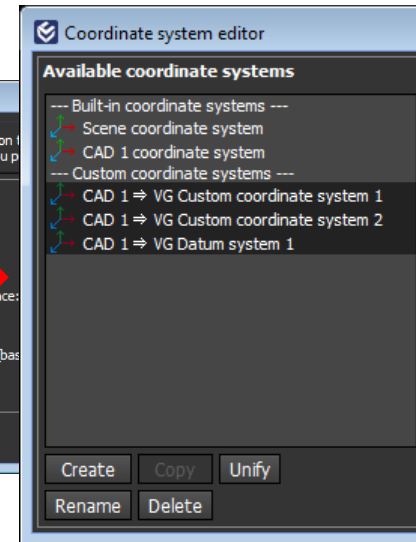 Coordinate system editor
Available coordinate systems
--- Built-in coordinate systems ---
Scene coordinate system
CAD 1 coordinate system
--- Custom coordinate systems ---
CAD 1 ⇒ VG Custom coordinate system 1
CAD 1 ⇒ VG Custom coordinate system 2
CAD 1 ⇒ VG Datum system 1
Create Copy Unify
Rename Delete